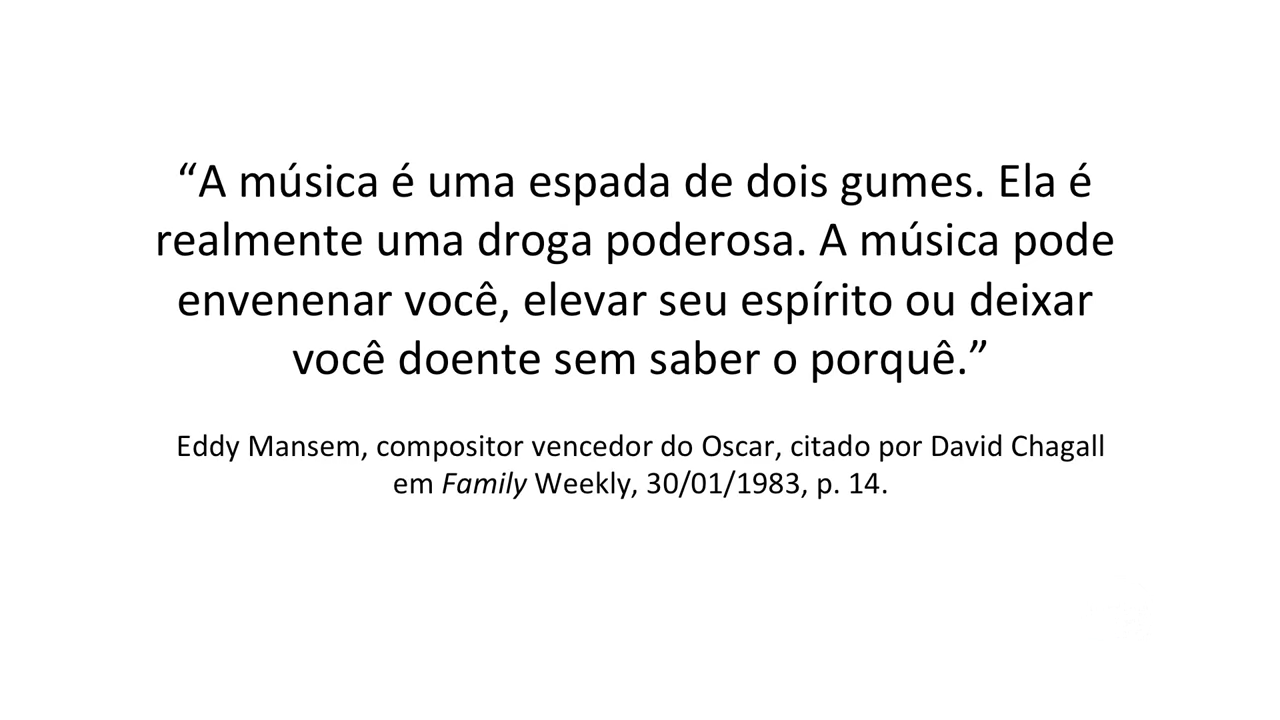 “A música é uma espada de dois gumes. Ela é
realmente uma droga poderosa. A música pode
envenenar você, elevar seu espírito ou deixar
você doente sem saber o porquê.”
Eddy Mansem, compositor vencedor do Oscar, citado por David Chagall
em Family Weekly, 30/01/1983, p. 14.